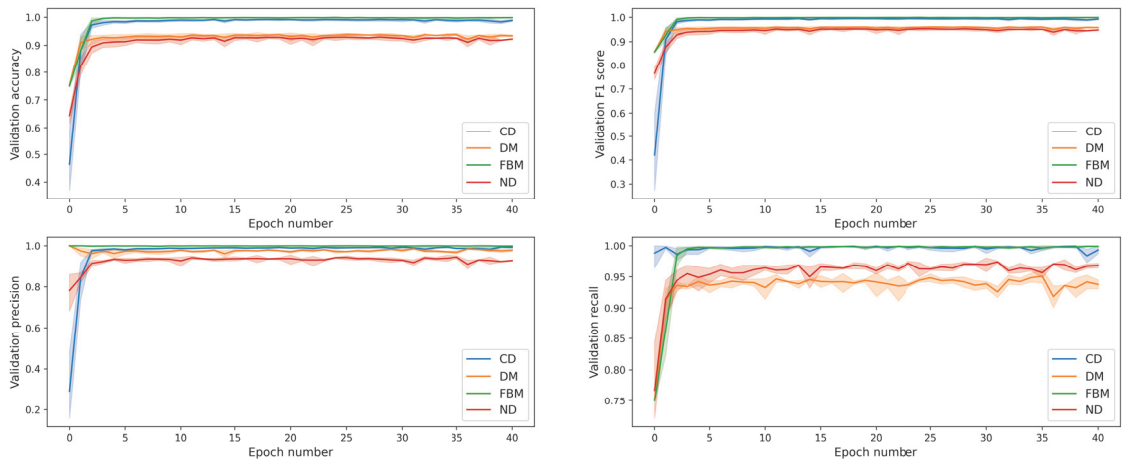 1.0
0.9
0.8
0.7
0.6
0.5
0.4
Validation accuracy
CD
DM
FBM
ND
0 5 10 15 20 25 30 35 40
Epoch number
1.0
0.9
0.8
0.7
0.6
0.5
0.4
0.3
Validation F1 score
CD
DM
FBM
ND
0 5 10 15 20 25 30 35 40
Epoch number
1.0
0.8
0.6
0.4
0.2
Validation precision
CD
DM
FBM
ND
0 5 10 15 20 25 30 35 40
Epoch number
1.00
0.95
0.90
0.85
0.80
0.75
Validation recall
CD
DM
FBM
ND
0 5 10 15 20 25 30 35 40
Epoch number